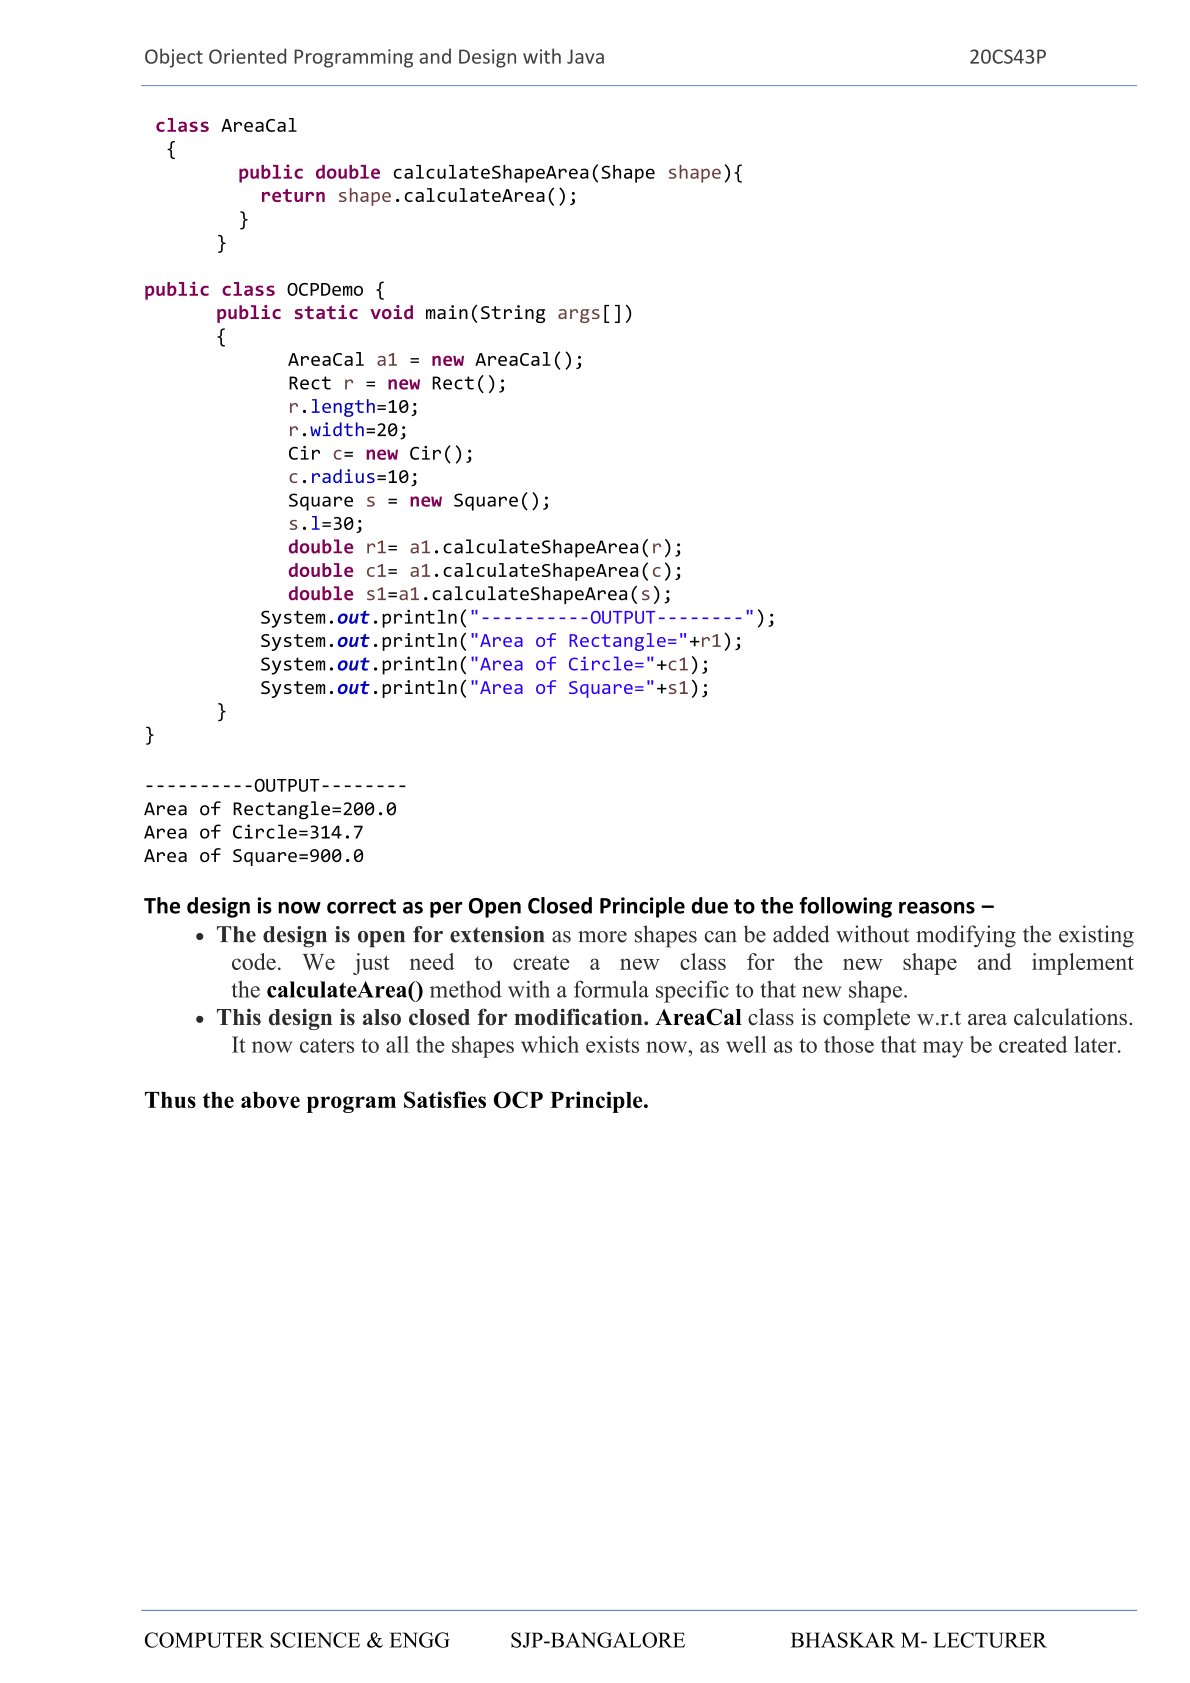 Object Oriented Programming and Design with Java 20CS43P
class AreaCal
{
public double calculateShapeArea(Shape shape){
return shape.calculateArea();
}
}
public class OCPDemo {
public static void main(String args[])
{
AreaCal a1 = new AreaCal();
Rect r = new Rect();
r.length=10;
r.width=20;
Cir c= new Cir();
c.radius=10;
Square s = new Square();
s.l=30;
double r1= a1.calculateShapeArea(r);
double c1= a1.calculateShapeArea(c);
double s1=a1.calculateShapeArea(s);
System.out.println("----------OUTPUT--------");
System.out.println("Area of Rectangle="+r1);
System.out.println("Area of Circle="+c1);
System.out.println("Area of Square="+s1);
}
}
----------OUTPUT--------
Area of Rectangle=200.0
Area of Circle=314.7
Area of Square=900.0
The design is now correct as per Open Closed Principle due to the following reasons –
• The design is open for extension as more shapes can be added without modifying the existing
code. We just need to create a new class for the new shape and implement
the calculateArea() method with a formula specific to that new shape.
• This design is also closed for modification. AreaCal class is complete w.r.t area calculations.
It now caters to all the shapes which exists now, as well as to those that may be created later.
Thus the above program Satisfies OCP Principle.
COMPUTER SCIENCE & ENGG SJP-BANGALORE BHASKAR M- LECTURER